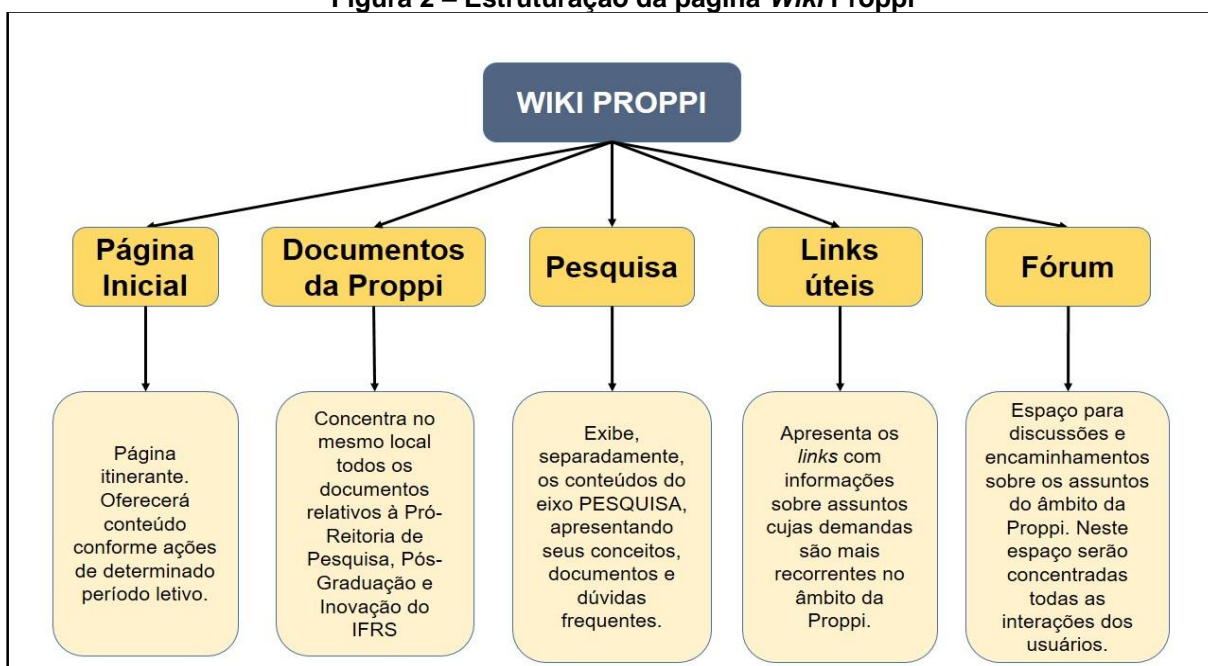 Figura 2 – Estruturação da página Wiki Proppi
WIKI PROPPI
Página
Inicial
Documentos
da Proppi
Pesquisa
Links
úteis
Fórum
Página
itinerante.
Oferecerá
conteúdo
conforme ações
de determinado
período letivo.
Concentra no
mesmo local
todos os
documentos
relativos à Pró-
Reitoria de
Pesquisa, Pós-
Graduação e
Inovação do
IFRS
Exibe,
separadamente,
os conteúdos do
eixo PESQUISA,
apresentando
seus conceitos,
documentos e
dúvidas
frequentes.
Apresenta os
links com
informações
sobre assuntos
cujas demandas
são mais
recorrentes no
âmbito da
Proppi.
Espaço para
discussões e
encaminhamentos
sobre os assuntos
do âmbito da
Proppi. Neste
espaço serão
concentradas
todas as
interações dos
usuários.